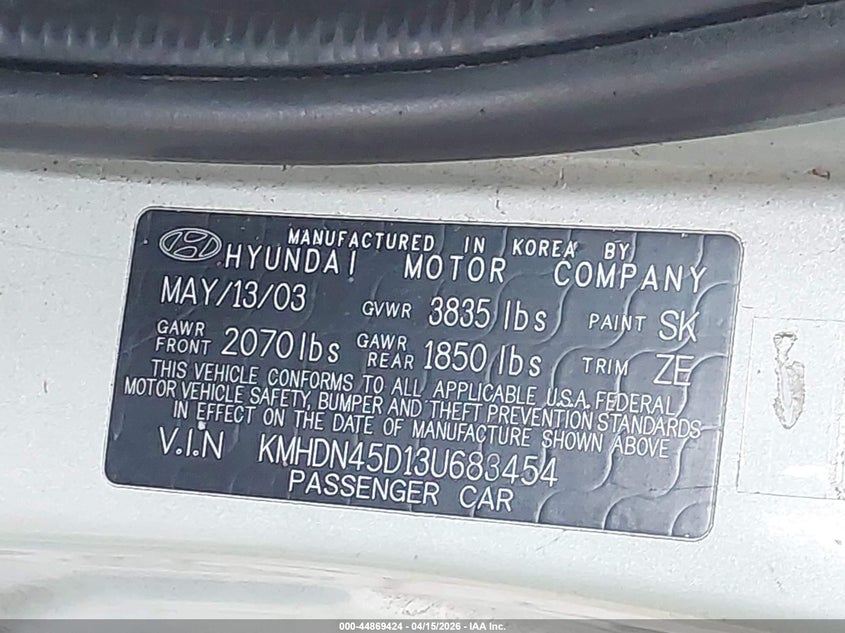 MANUFACTURED IN KOREA BY
HYUNDAI MOTOR COMPANY
MAY/13/03 GVWR 3835 lbs PAINT SK
GAWR FRONT 2070 lbs GAWR REAR 1850 lbs TRIM ZE
THIS VEHICLE CONFORMS TO ALL APPLICABLE U.S.A. FEDERAL
MOTOR VEHICLE SAFETY, BUMPER AND THEFT PREVENTION STANDARDS
IN EFFECT ON THE DATE OF MANUFACTURE SHOWN ABOVE
V.I.N KMHDN45D13U683454
PASSENGER CAR
000-44869424 - 04/15/2026 - IAA Inc.